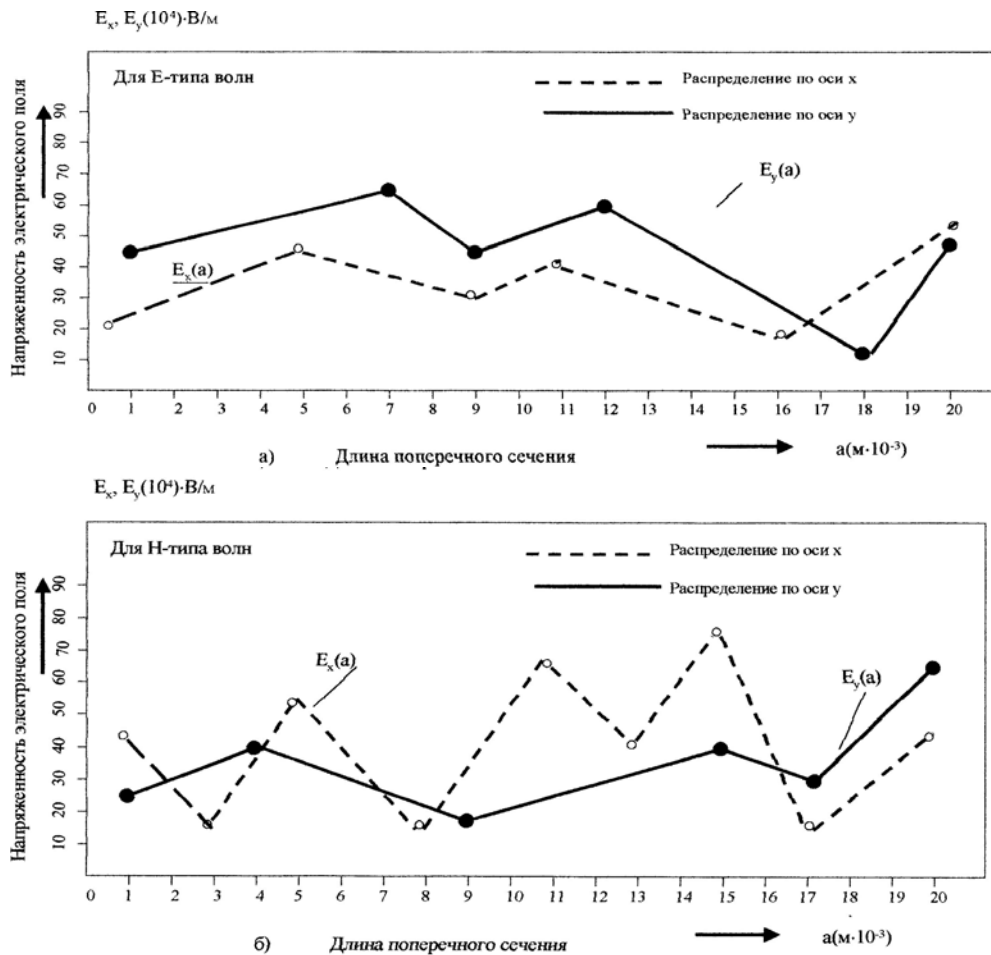 Eₓ, Eᵧ(10⁴)·В/м
Для Е-типа волн
Распределение по оси х
Распределение по оси у
Eᵧ(a)
Eₓ(a)
Напряженность электрического поля
90
80
70
60
50
40
30
20
10
0 1 2 3 4 5 6 7 8 9 10 11 12 13 14 15 16 17 18 19 20
а) Длина поперечного сечения а(м·10⁻³)
Eₓ, Eᵧ(10⁴)·В/м
Для Н-типа волн
Распределение по оси х
Распределение по оси у
Eₓ(a)
Eᵧ(a)
Напряженность электрического поля
90
80
70
60
50
40
30
20
10
0 1 2 3 4 5 6 7 8 9 10 11 12 13 14 15 16 17 18 19 20
б) Длина поперечного сечения а(м·10⁻³)